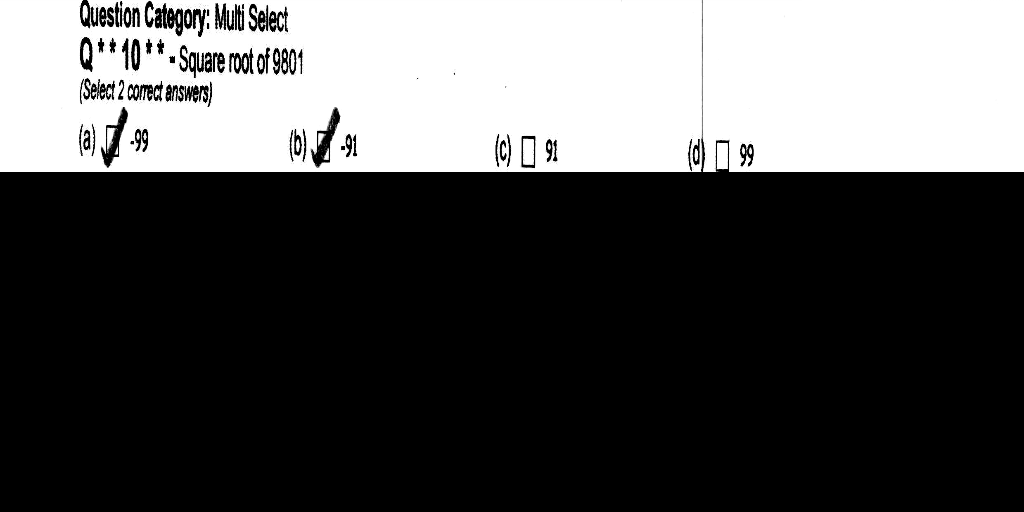 Question Category: Multi Select
Q * * 10 * * - Square root of 9801
(Select 2 correct answers)
(a) -99 (b) -91 (c) 91 (d) 99